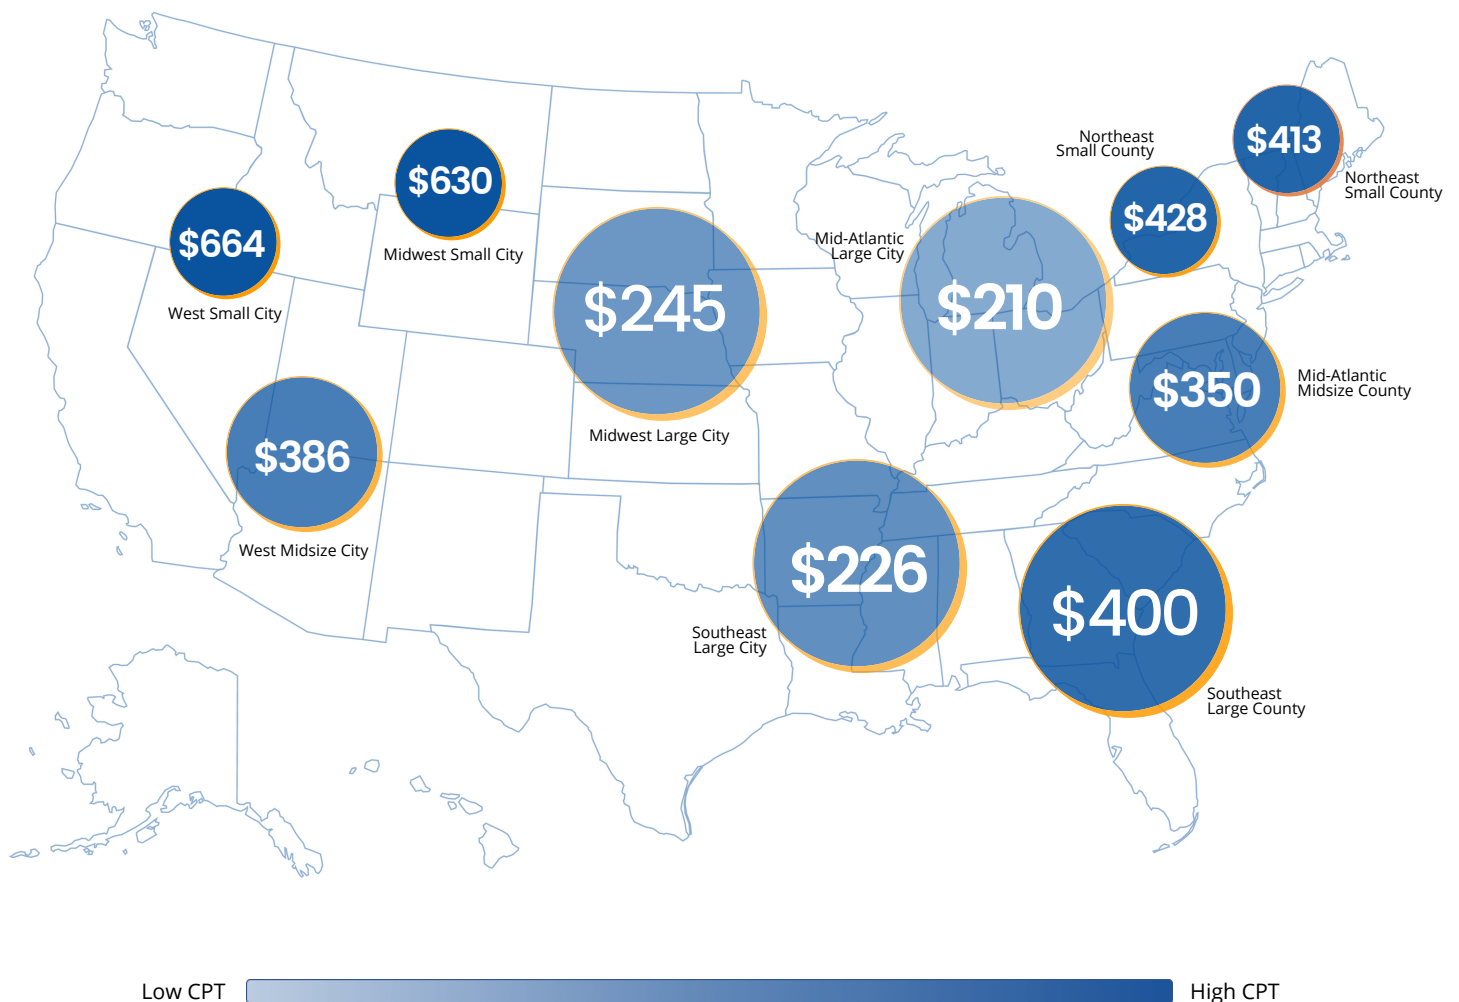 $413
Northeast
Small County
Northeast
Small County
$428
$630
Midwest Small City
$664
West Small City
$245
Midwest Large City
Mid-Atlantic
Large City
$210
$350
Mid-Atlantic
Midsize County
$386
West Midsize City
$226
Southeast
Large City
$400
Southeast
Large County
Low CPT
High CPT